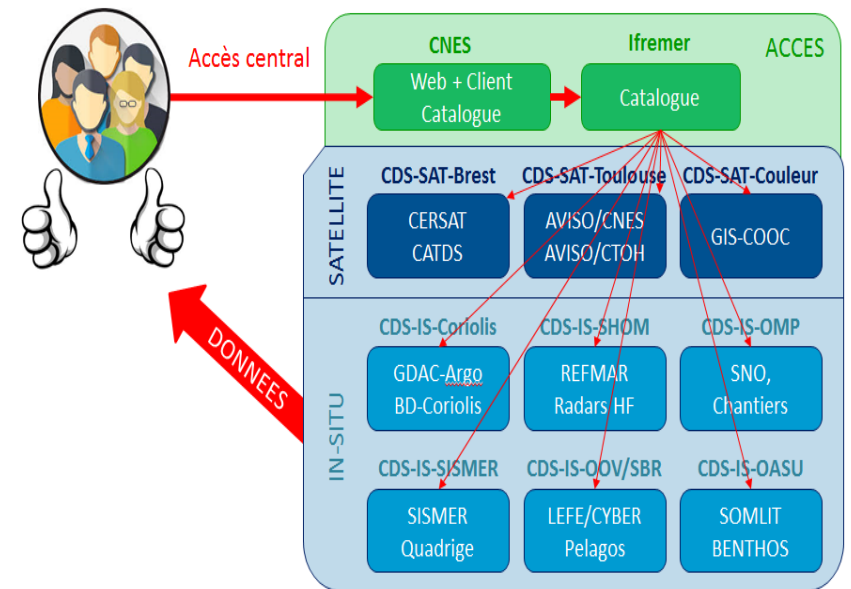 Accès central
CNES
Ifremer
ACCES
Web + Client
Catalogue
Catalogue
SATELLITE
CDS-SAT-Brest
CDS-SAT-Toulouse
CDS-SAT-Couleur
CERSAT
CATDS
AVISO/CNES
AVISO/CTOH
GIS-COOC
DONNEES
IN-SITU
CDS-IS-Coriolis
CDS-IS-SHOM
CDS-IS-OMP
GDAC-Argo
BD-Coriolis
REFMAR
Radars HF
SNO,
Chantiers
CDS-IS-SISMER
CDS-IS-OOV/SBR
CDS-IS-OASU
SISMER
Quadrige
LEFE/CYBER
Pelagos
SOMLIT
BENTHOS